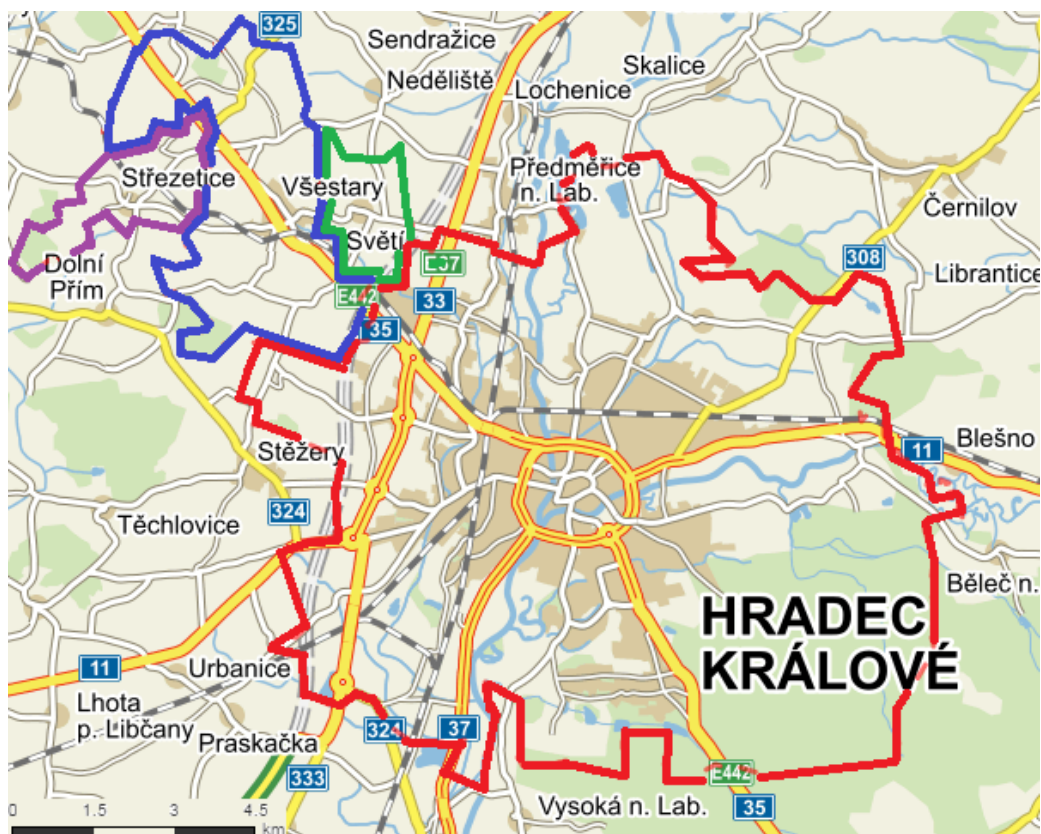 325
Sendražice
Neděliště
Skalice
Lochenice
Střezetice
Všestary
Předměřice
n. Lab.
Černilov
Světí
Dolní
Přím
308
Librantice
E442
33
35
Stěžery
Blešno
11
324
Těchlovice
Běleč n.
HRADEC
KRÁLOVÉ
Urbanice
11
Lhota
p. Libčany
324
37
Praskačka
333
E442
Vysoká n. Lab.
35
0 1.5 3 4.5
km